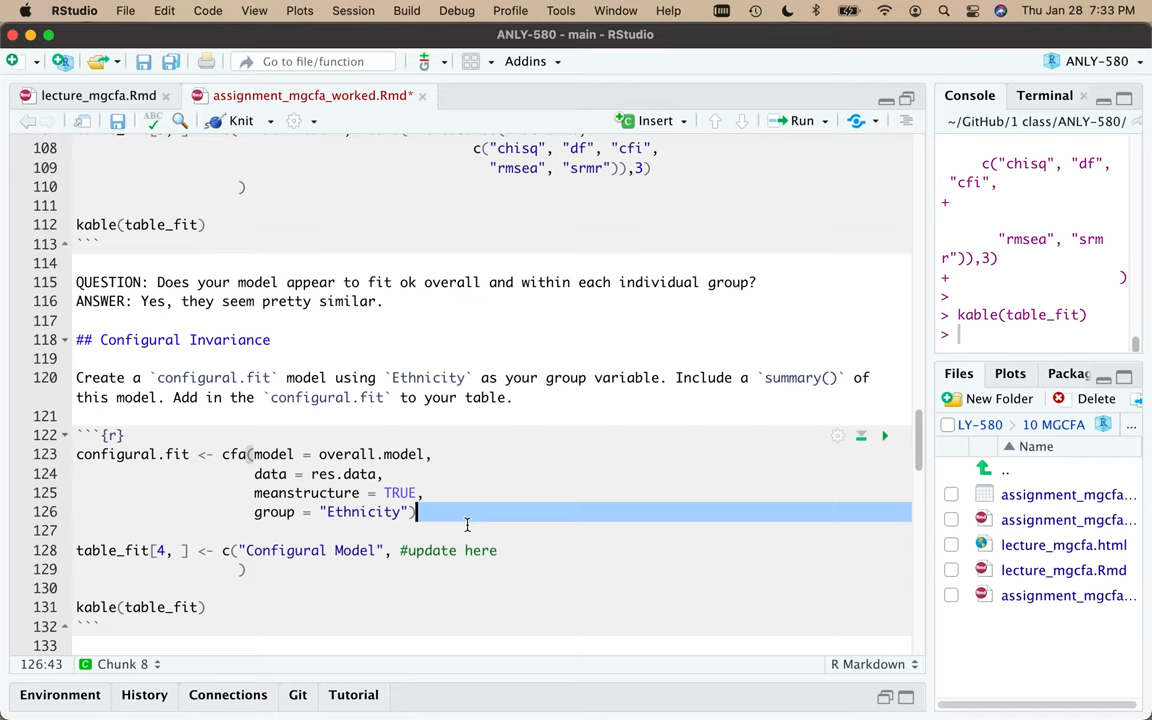 RStudio File Edit Code View Plots Session Build Debug Profile Tools Window Help Thu Jan 28 7:33 PM
ANLY-580 - main - RStudio
Go to file/function Addins ANLY-580
lecture_mgcfa.Rmd assignment_mgcfa_worked.Rmd*
ABC Knit Insert Run
108 c("chisq", "df", "cfi",
109 "rmsea", "srmr")),3)
110 )
111
112 kable(table_fit)
113 ```
114
115 QUESTION: Does your model appear to fit ok overall and within each individual group?
116 ANSWER: Yes, they seem pretty similar.
117
118 ## Configural Invariance
119
120 Create a `configural.fit` model using `Ethnicity` as your group variable. Include a `summary()` of
this model. Add in the `configural.fit` to your table.
121
122 ```{r}
123 configural.fit <- cfa(model = overall.model,
124 data = res.data,
125 meanstructure = TRUE,
126 group = "Ethnicity")
127
128 table_fit[4, ] <- c("Configural Model", #update here
129 )
130
131 kable(table_fit)
132 ```
133
126:43 Chunk 8 R Markdown
Environment History Connections Git Tutorial
Console Terminal
~/GitHub/1 class/ANLY-580/
c("chisq", "df",
"cfi",
+
"rmsea", "srm
r")),3)
+ )
>
> kable(table_fit)
>
Files Plots Packag
New Folder Delete
LY-580 10 MGCFA ...
Name
..
assignment_mgcfa...
assignment_mgcfa...
lecture_mgcfa.html
lecture_mgcfa.Rmd
assignment_mgcfa...